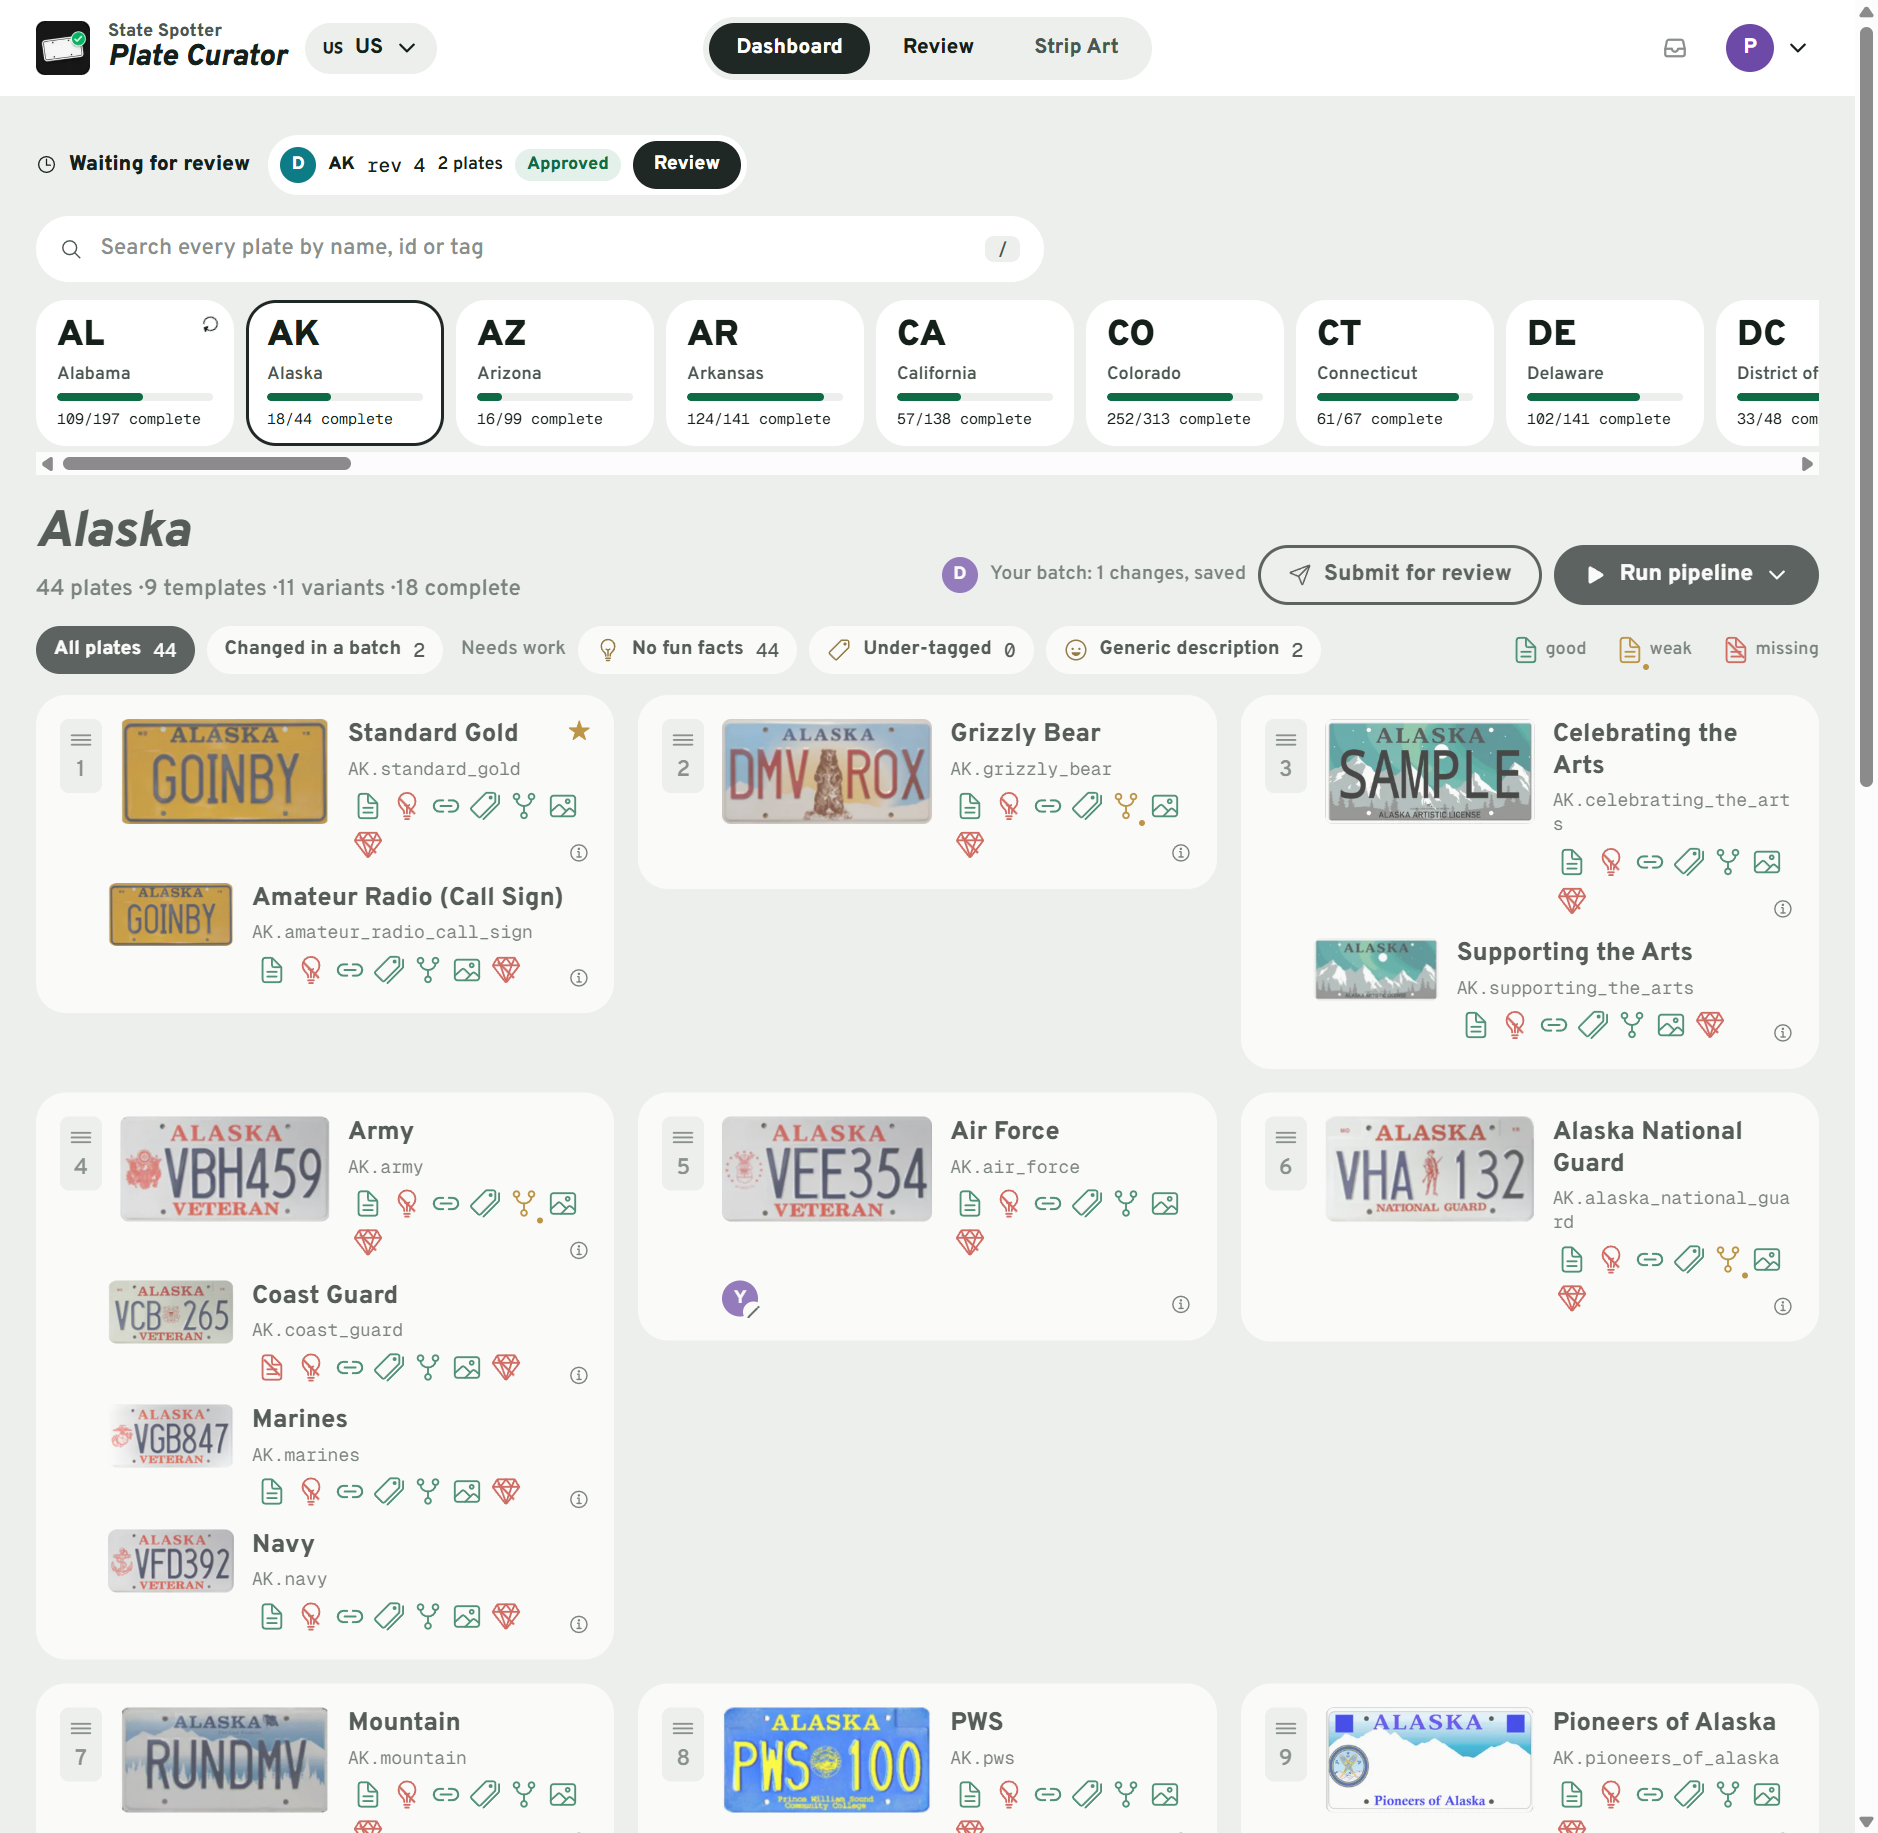 State Spotter
Plate Curator
US US
Dashboard
Review
Strip Art
P
Waiting for review
D AK rev 4 2 plates Approved Review
Search every plate by name, id or tag /
AL
Alabama
109/197 complete
AK
Alaska
18/44 complete
AZ
Arizona
16/99 complete
AR
Arkansas
124/141 complete
CA
California
57/138 complete
CO
Colorado
252/313 complete
CT
Connecticut
61/67 complete
DE
Delaware
102/141 complete
DC
District of
33/48 com
Alaska
44 plates ·9 templates ·11 variants ·18 complete
D Your batch: 1 changes, saved
Submit for review
Run pipeline
All plates 44
Changed in a batch 2
Needs work
No fun facts 44
Under-tagged 0
Generic description 2
good
weak
missing
1
ALASKA
GOINBY
Standard Gold
AK.standard_gold
ALASKA
GOINBY
Amateur Radio (Call Sign)
AK.amateur_radio_call_sign
2
ALASKA
DMV ROX
Grizzly Bear
AK.grizzly_bear
3
ALASKA
SAMPLE
ALASKA ARTISTIC LICENSE
Celebrating the
Arts
AK.celebrating_the_art
s
ALASKA
Supporting the Arts
AK.supporting_the_arts
4
ALASKA
VBH459
VETERAN
Army
AK.army
ALASKA
VCB 265
VETERAN
Coast Guard
AK.coast_guard
ALASKA
VGB847
VETERAN
Marines
AK.marines
ALASKA
VFD392
VETERAN
Navy
AK.navy
5
ALASKA
VEE354
VETERAN
Air Force
AK.air_force
Y
6
ALASKA
VHA 132
NATIONAL GUARD
Alaska National
Guard
AK.alaska_national_gua
rd
7
ALASKA
RUNDMV
Mountain
AK.mountain
8
ALASKA
PWS 100
Prince William Sound
Community College
PWS
AK.pws
9
ALASKA
Pioneers of Alaska
Pioneers of Alaska
AK.pioneers_of_alaska